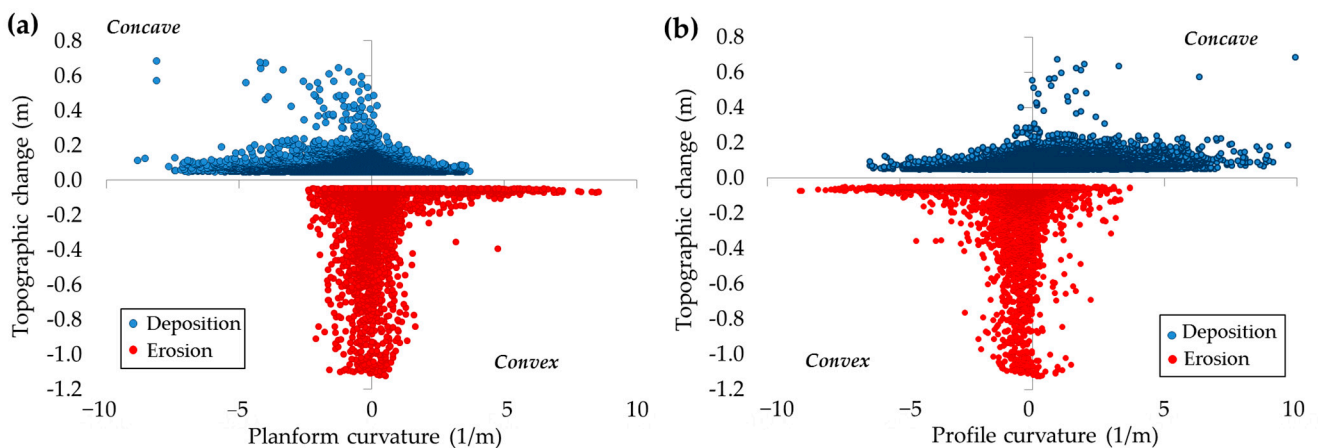 (a)
Concave
0.8
0.6
0.4
0.2
0.0
-0.2
-0.4
-0.6
-0.8
-1.0
-1.2
Topographic change (m)
Deposition
Erosion
Convex
−10
−5
0
5
10
Planform curvature (1/m)
(b)
Concave
0.8
0.6
0.4
0.2
0.0
-0.2
-0.4
-0.6
-0.8
-1.0
-1.2
Topographic change (m)
Convex
Deposition
Erosion
−10
−5
0
5
10
Profile curvature (1/m)